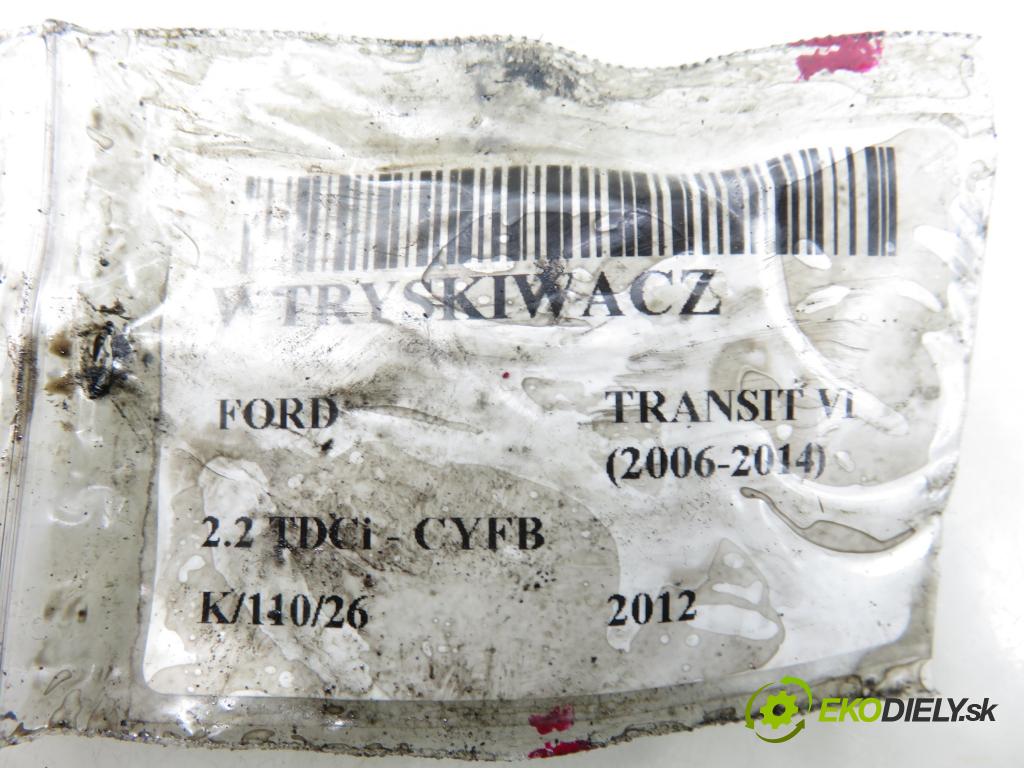 WTRYSKIWACZ
FORD
TRANSIT VI
(2006-2014)
2.2 TDCi - CYFB
K/110/26
2012
EKODIELY.sk